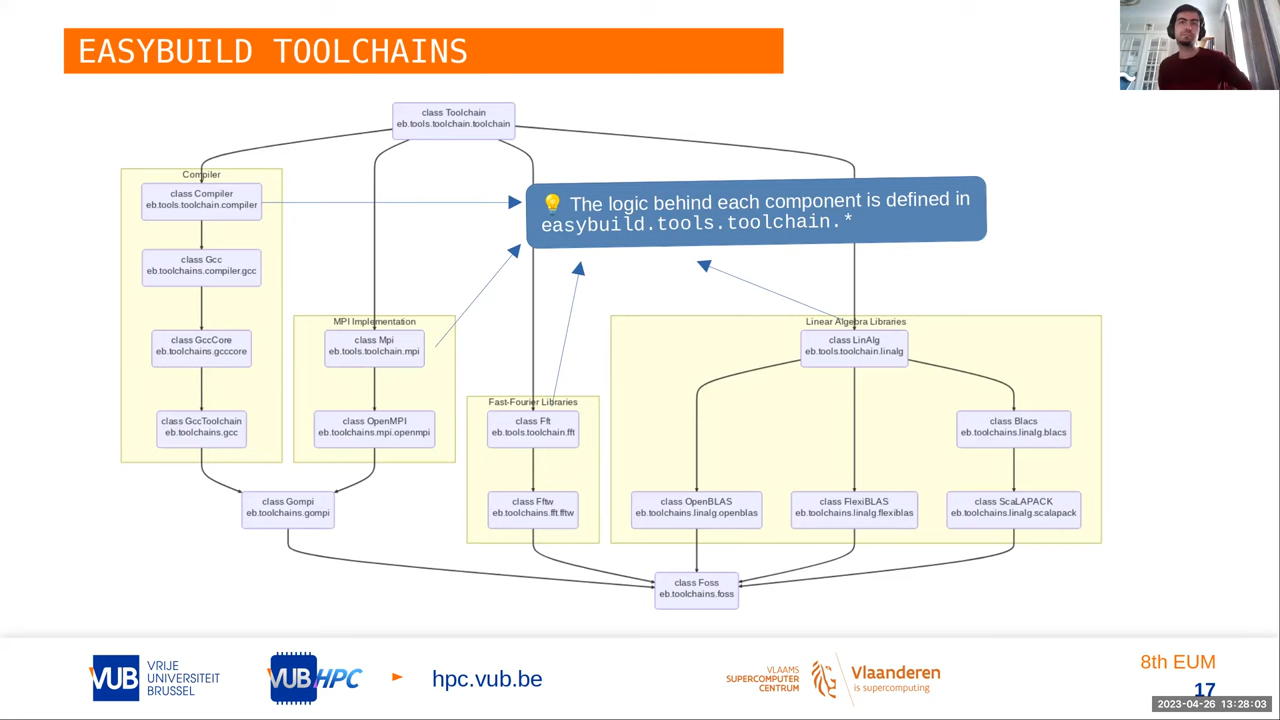 EASYBUILD TOOLCHAINS
class Toolchain
eb.tools.toolchain.toolchain
Compiler
class Compiler
eb.tools.toolchain.compiler
💡 The logic behind each component is defined in
easybuild.tools.toolchain.*
class Gcc
eb.toolchains.compiler.gcc
MPI Implementation
Linear Algebra Libraries
class GccCore
eb.toolchains.gcccore
class Mpi
eb.tools.toolchain.mpi
class LinAlg
eb.tools.toolchain.linalg
Fast-Fourier Libraries
class GccToolchain
eb.toolchains.gcc
class OpenMPI
eb.toolchains.mpi.openmpi
class Fft
eb.tools.toolchain.fft
class Blacs
eb.toolchains.linalg.blacs
class Gompi
eb.toolchains.gompi
class Fftw
eb.toolchains.fft.fftw
class OpenBLAS
eb.toolchains.linalg.openblas
class FlexiBLAS
eb.toolchains.linalg.flexiblas
class ScaLAPACK
eb.toolchains.linalg.scalapack
class Foss
eb.toolchains.foss
VUB
VRIJE
UNIVERSITEIT
BRUSSEL
VUB HPC
hpc.vub.be
VLAAMS
SUPERCOMPUTER
CENTRUM
Vlaanderen
is supercomputing
8th EUM
17
2023-04-26 13:28:03